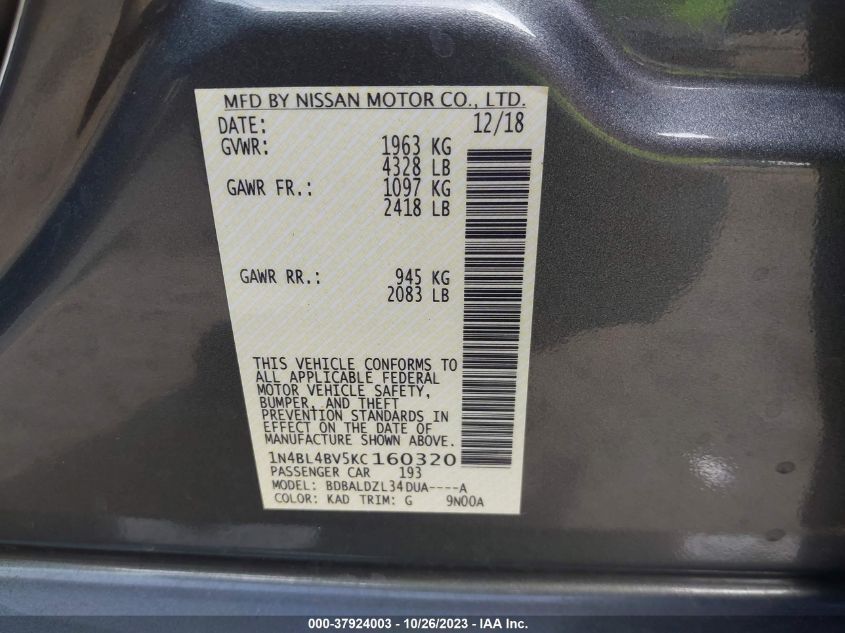 MFD BY NISSAN MOTOR CO., LTD.
DATE: 12/18
GVWR: 1963 KG
4328 LB
GAWR FR.: 1097 KG
2418 LB
GAWR RR.: 945 KG
2083 LB
THIS VEHICLE CONFORMS TO
ALL APPLICABLE FEDERAL
MOTOR VEHICLE SAFETY,
BUMPER, AND THEFT
PREVENTION STANDARDS IN
EFFECT ON THE DATE OF
MANUFACTURE SHOWN ABOVE.
1N4BL4BV5KC160320
PASSENGER CAR 193
MODEL: BDBALDZL34DUA----A
COLOR: KAD TRIM: G 9N00A
000-37924003 - 10/26/2023 - IAA Inc.